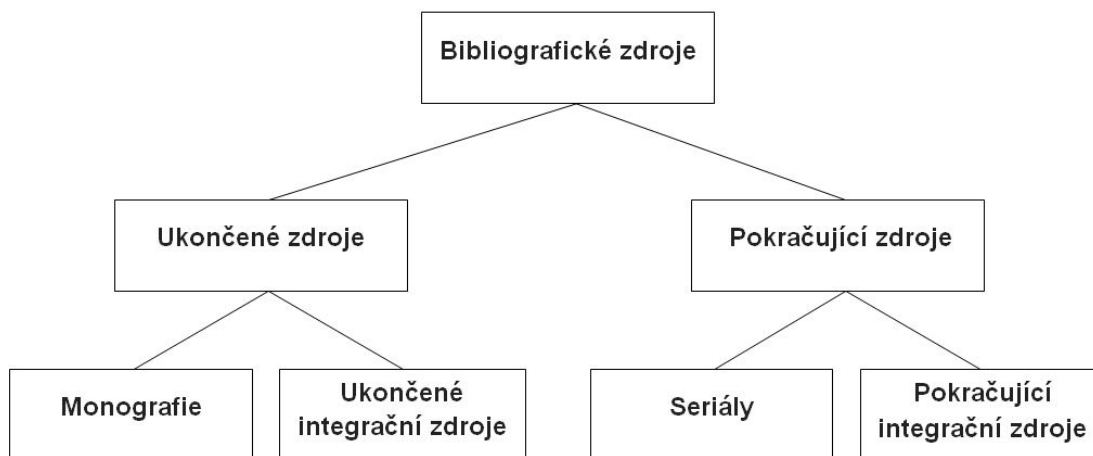 Bibliografické zdroje
Ukončené zdroje
Pokračující zdroje
Monografie
Ukončené
integrační zdroje
Seriály
Pokračující
integrační zdroje